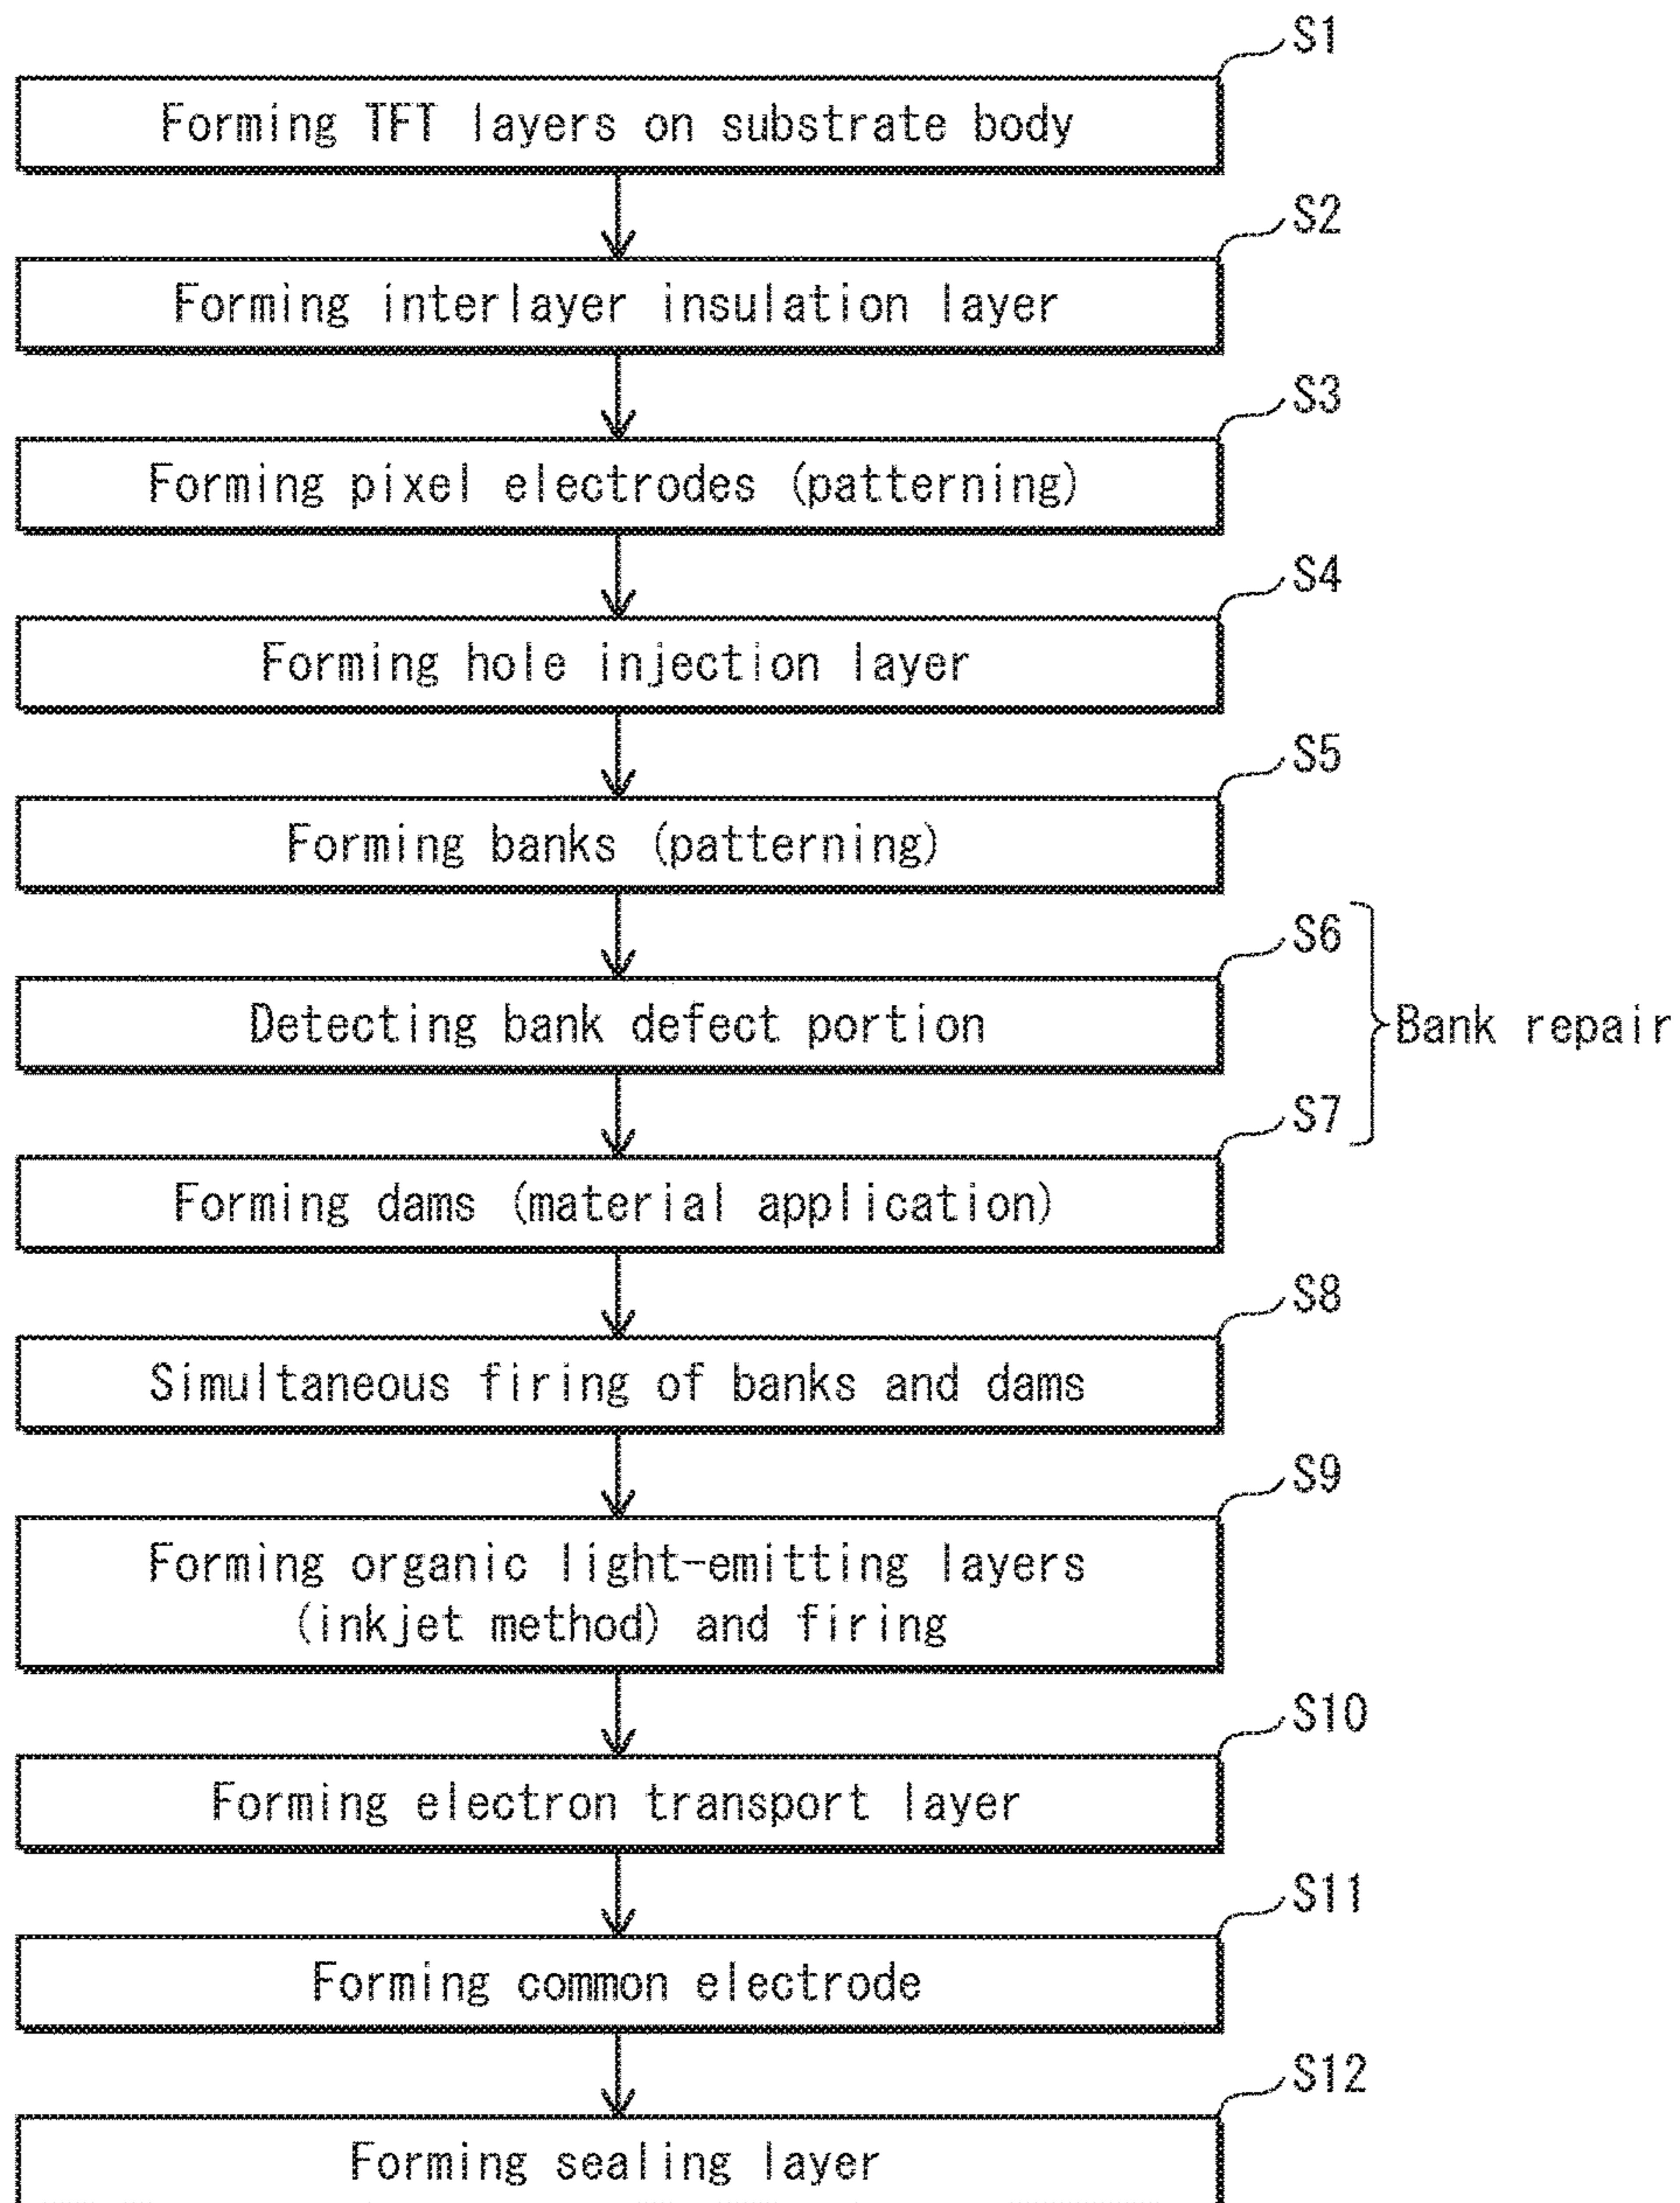 S1
Forming TFT layers on substrate body
S2
Forming interlayer insulation layer
S3
Forming pixel electrodes (patterning)
S4
Forming hole injection layer
S5
Forming banks (patterning)
S6
Detecting bank defect portion
Bank repair
S7
Forming dams (material application)
S8
Simultaneous firing of banks and dams
S9
Forming organic light-emitting layers
(inkjet method) and firing
S10
Forming electron transport layer
S11
Forming common electrode
S12
Forming sealing layer